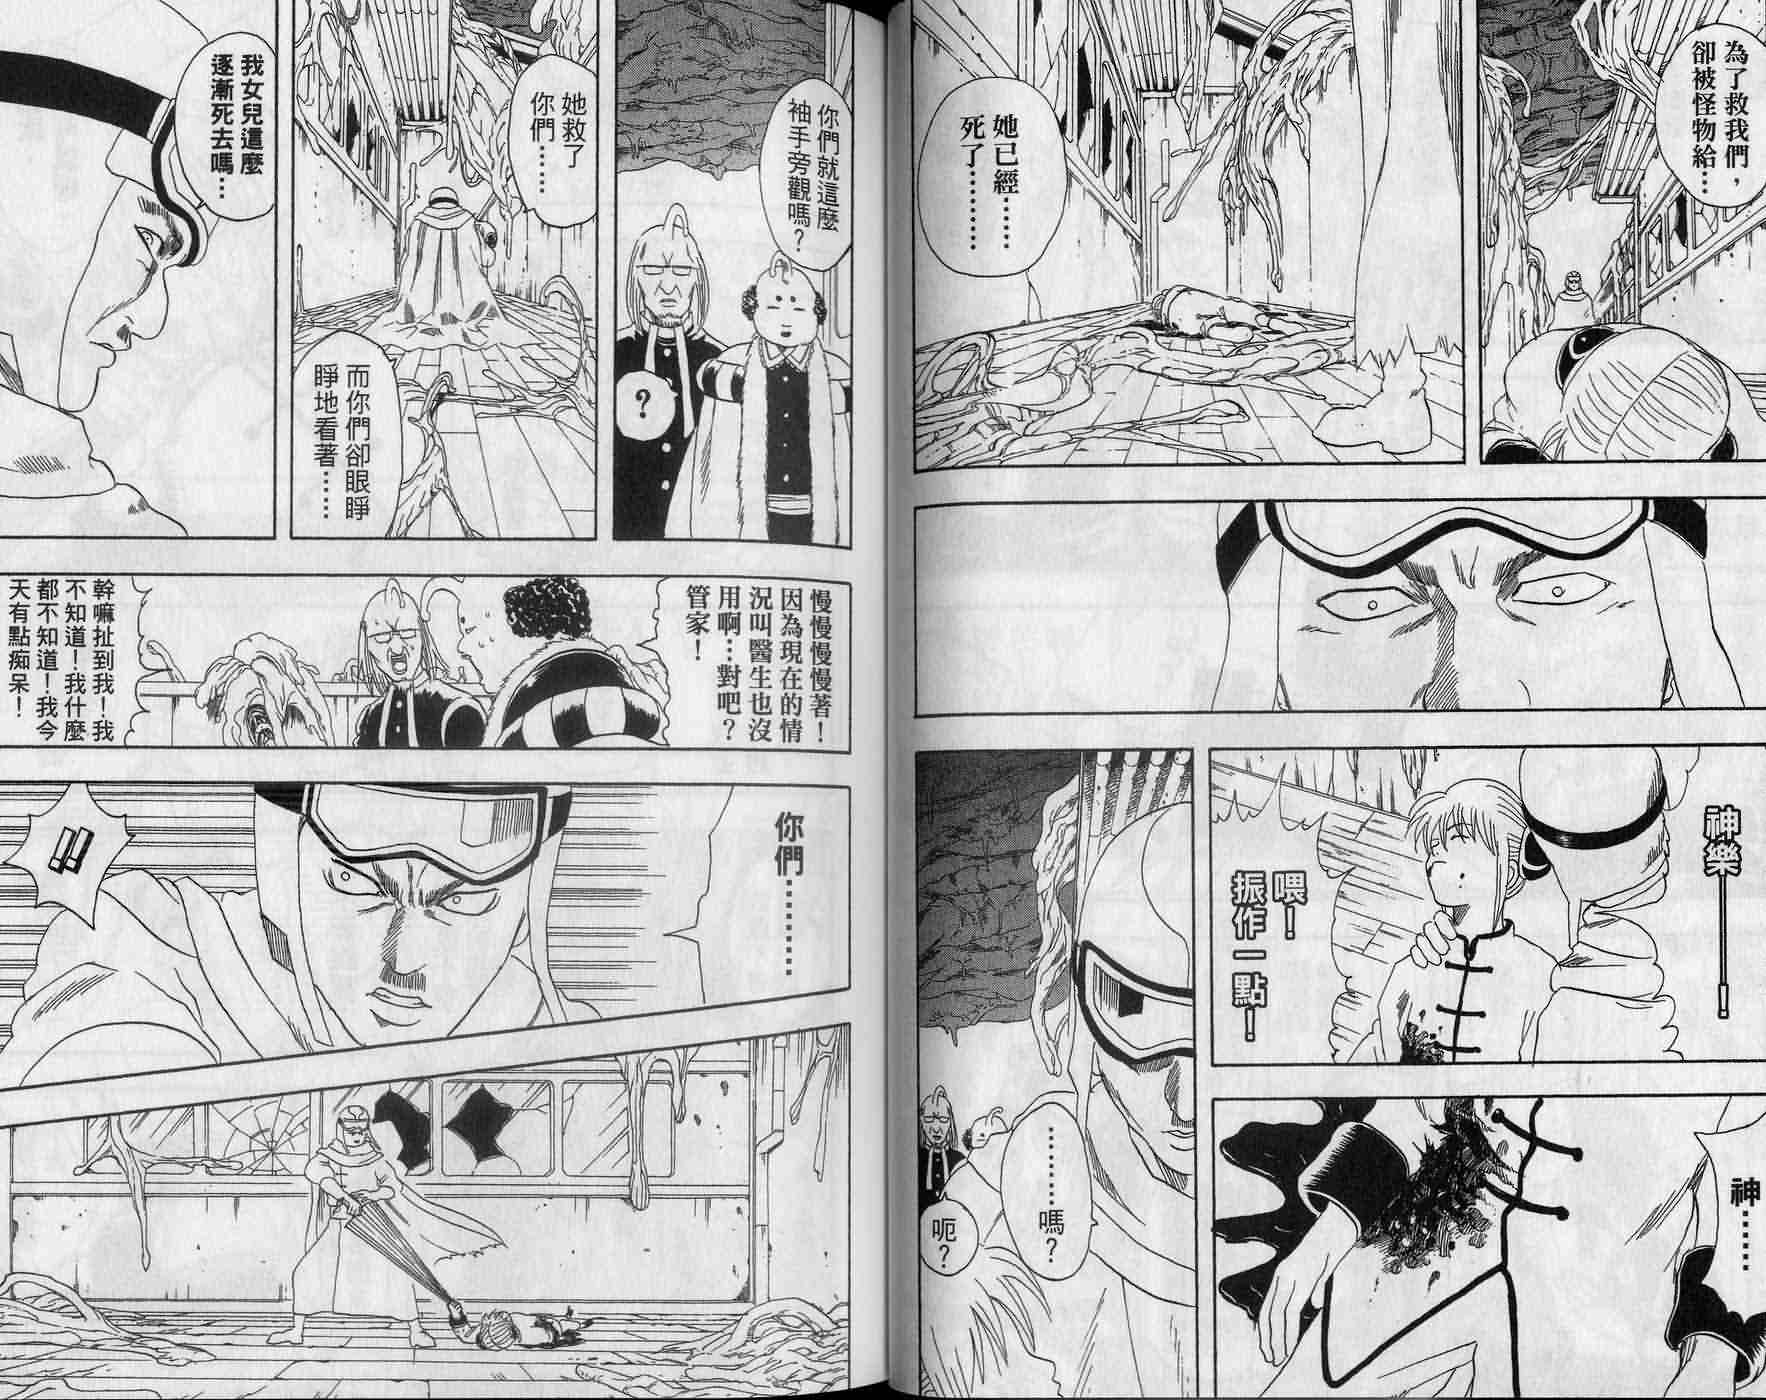 為了救我們，
卻被怪物給…
她已經……
死了………
神樂——！
喂！
振作一點！
神……
………嗎？
呃？
你們就這麼
袖手旁觀嗎？
？
她救了
你們……
而你們卻眼睜
睜地看著……
我女兒這麼
逐漸死去嗎…
慢慢慢慢著！
因為現在的情
況叫醫生也沒
用啊…對吧？
管家！
幹嘛扯到我！我
不知道！我什麼
都不知道！我今
天有點痴呆！
你們………
!!